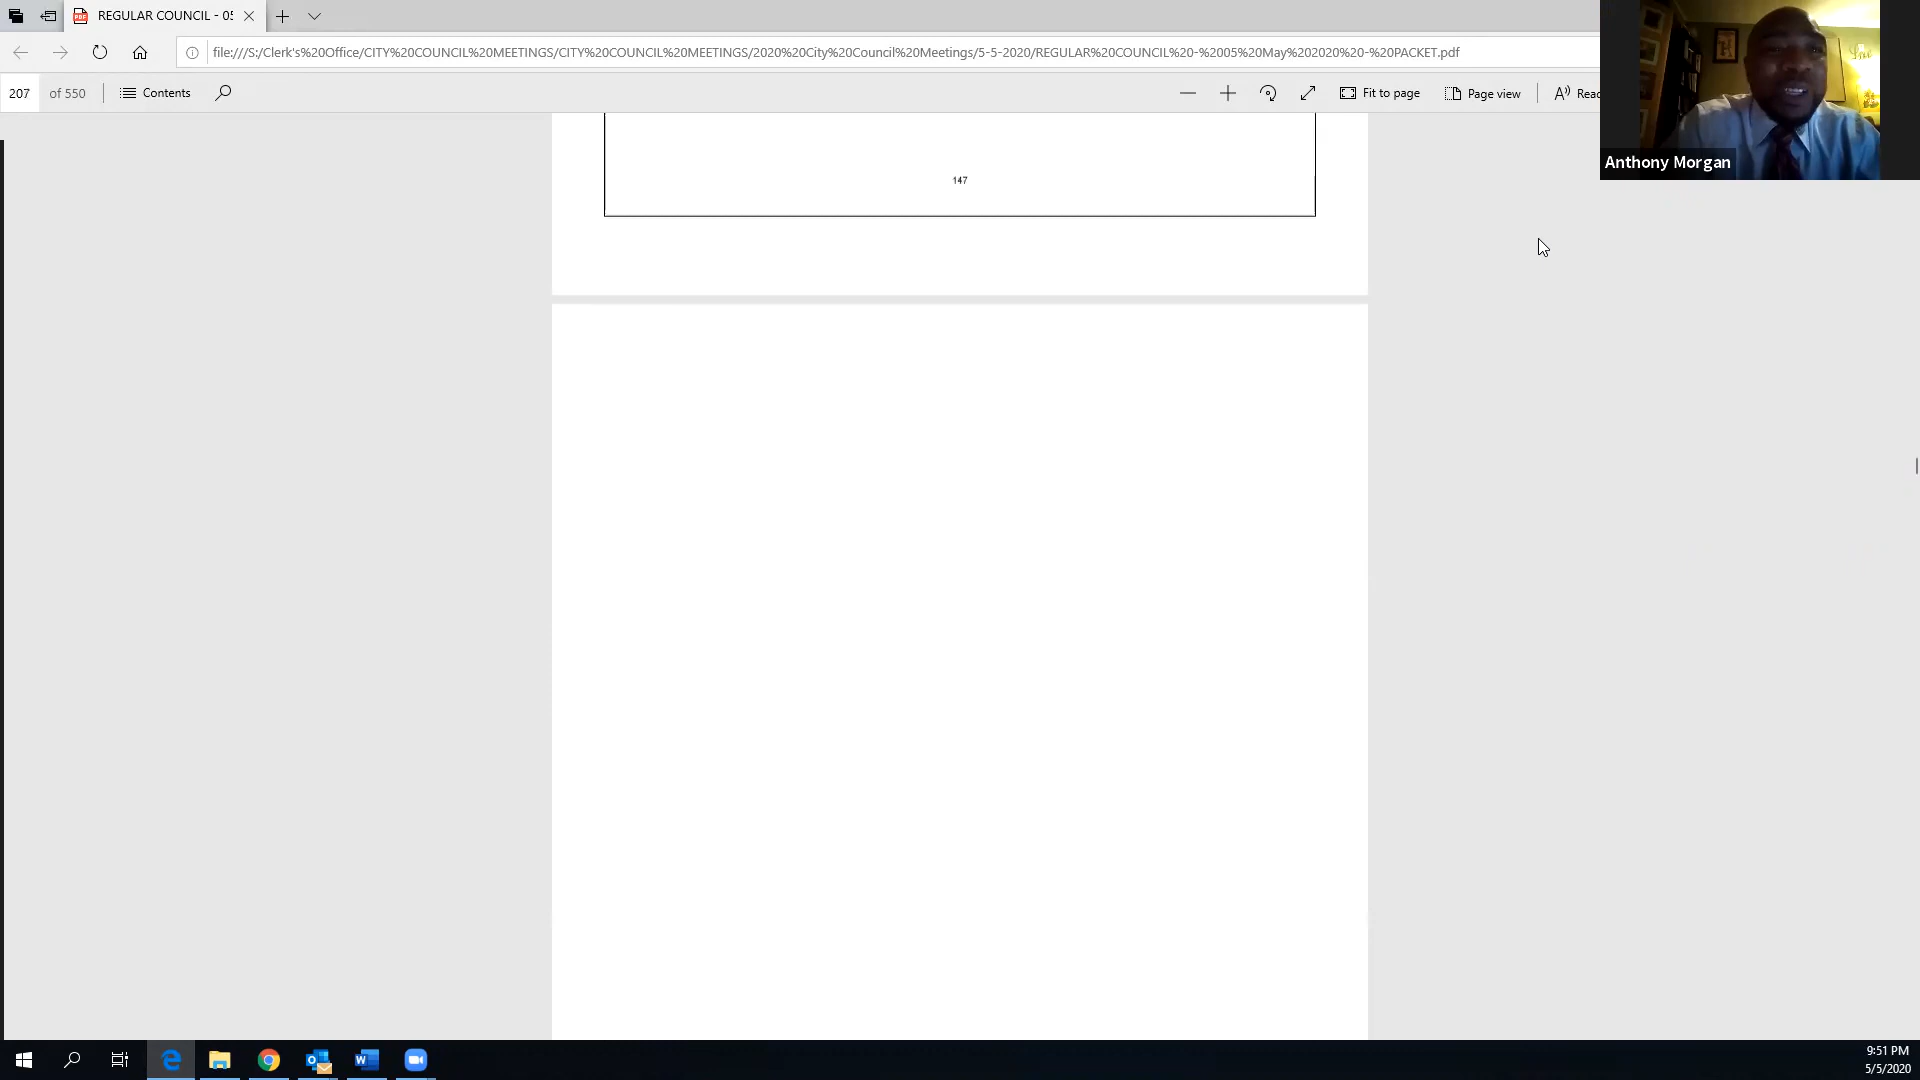 REGULAR COUNCIL - 05
file:///S:/Clerk's%20Office/CITY%20COUNCIL%20MEETINGS/CITY%20COUNCIL%20MEETINGS/2020%20City%20Council%20Meetings/5-5-2020/REGULAR%20COUNCIL%20-%2005%20May%202020%20-%20PACKET.pdf
207 of 550 Contents Fit to page Page view Read
Anthony Morgan
147
9:51 PM
5/5/2020